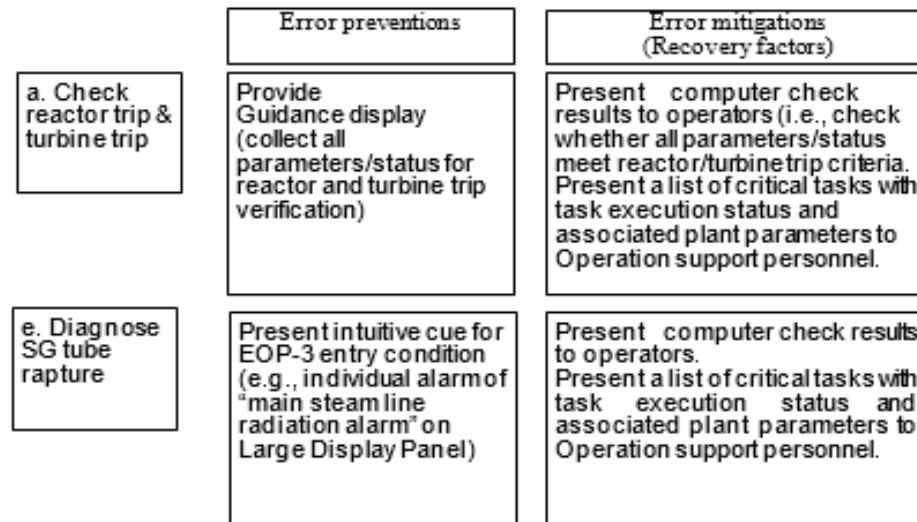 Error preventions
Error mitigations
(Recovery factors)
a. Check
reactor trip &
turbine trip
Provide
Guidance display
(collect all
parameters/status for
reactor and turbine trip
verification)
Present computer check
results to operators (i.e., check
whether all parameters/status
meet reactor/turbine trip criteria.
Present a list of critical tasks with
task execution status and
associated plant parameters to
Operation support personnel.
e. Diagnose
SG tube
rapture
Present intuitive cue for
EOP-3 entry condition
(e.g., individual alarm of
“main steam line
radiation alarm” on
Large Display Panel)
Present computer check results
to operators.
Present a list of critical tasks with
task execution status and
associated plant parameters to
Operation support personnel.